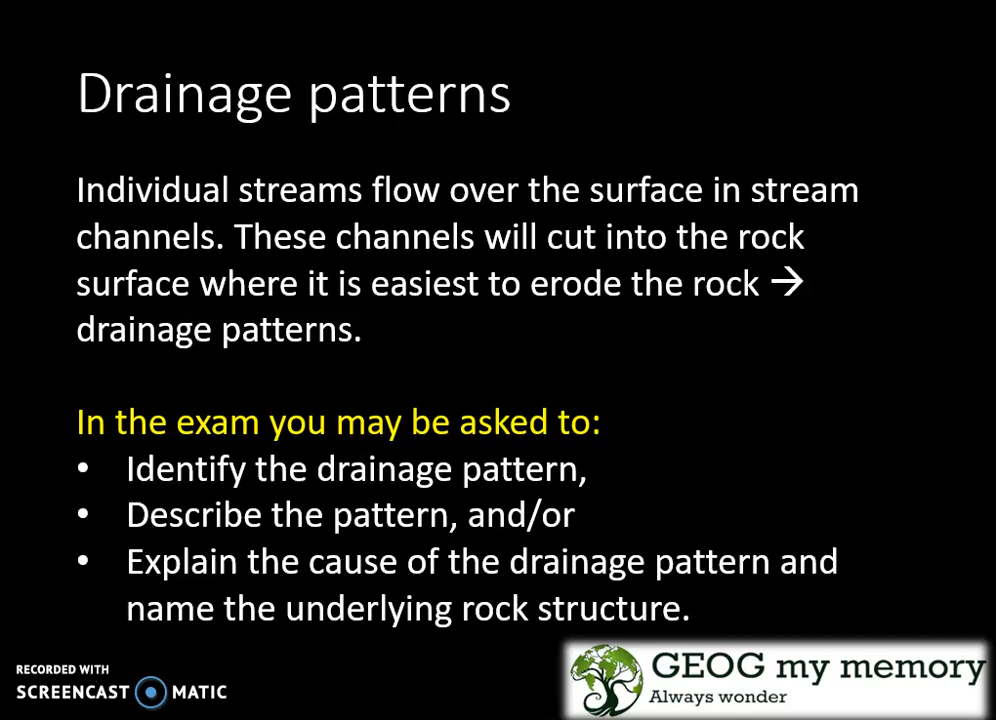 Drainage patterns
Individual streams flow over the surface in stream
channels. These channels will cut into the rock
surface where it is easiest to erode the rock →
drainage patterns.
In the exam you may be asked to:
• Identify the drainage pattern,
• Describe the pattern, and/or
• Explain the cause of the drainage pattern and
name the underlying rock structure.
RECORDED WITH
SCREENCAST MATIC
GEOG my memory
Always wonder